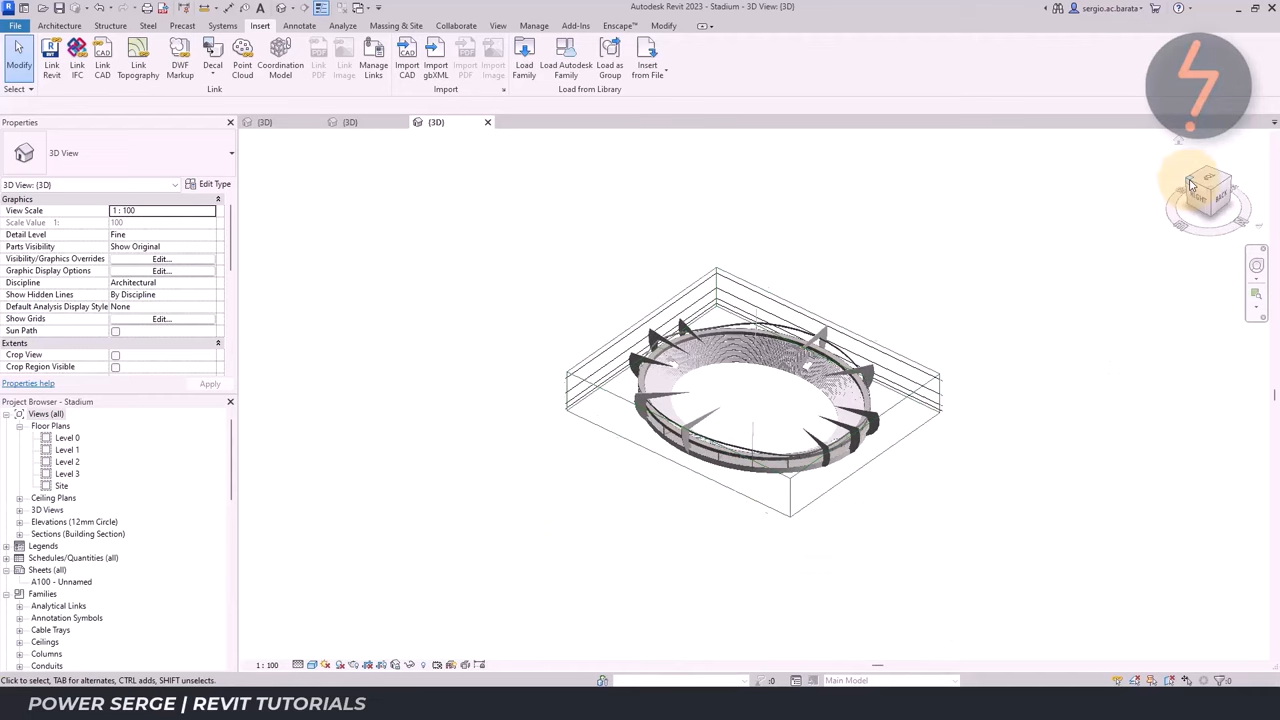 Autodesk Revit 2023 - Stadium - 3D View: {3D}
sergio.ac.barata
File Architecture Structure Steel Precast Systems Insert Annotate Analyze Massing & Site Collaborate View Manage Add-Ins Enscape™ Modify
Modify
Link Revit
Link IFC
Link CAD
Link Topography
DWF Markup
Decal
Point Cloud
Coordination Model
Link PDF
Link Image
Manage Links
Import CAD
Import gbXML
Import PDF
Import Image
Load Family
Load Autodesk Family
Load as Group
Insert from File
Select Link Import Load from Library
Properties
{3D} {3D} {3D}
3D View
3D View: {3D} Edit Type
Graphics
View Scale 1 : 100
Scale Value 1: 100
Detail Level Fine
Parts Visibility Show Original
Visibility/Graphics Overrides Edit...
Graphic Display Options Edit...
Discipline Architectural
Show Hidden Lines By Discipline
Default Analysis Display Style None
Show Grids Edit...
Sun Path
Extents
Crop View
Crop Region Visible
Properties help Apply
Project Browser - Stadium
Views (all)
Floor Plans
Level 0
Level 1
Level 2
Level 3
Site
Ceiling Plans
3D Views
Elevations (12mm Circle)
Sections (Building Section)
Legends
Schedules/Quantities (all)
Sheets (all)
A100 - Unnamed
Families
Analytical Links
Annotation Symbols
Cable Trays
Ceilings
Columns
Conduits
TOP
RIGHT
BACK
1 : 100
Click to select, TAB for alternates, CTRL adds, SHIFT unselects.
:0
Main Model
:0
POWER SERGE | REVIT TUTORIALS